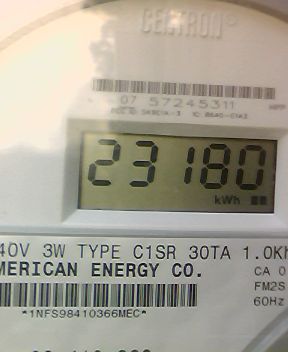 CENTRON®
07 57245311
23180
kWh
40V 3W TYPE C1SR 30TA 1.0Kh
MERICAN ENERGY CO. CA 0
FM2S
60Hz
*1NFS98410366MEC*